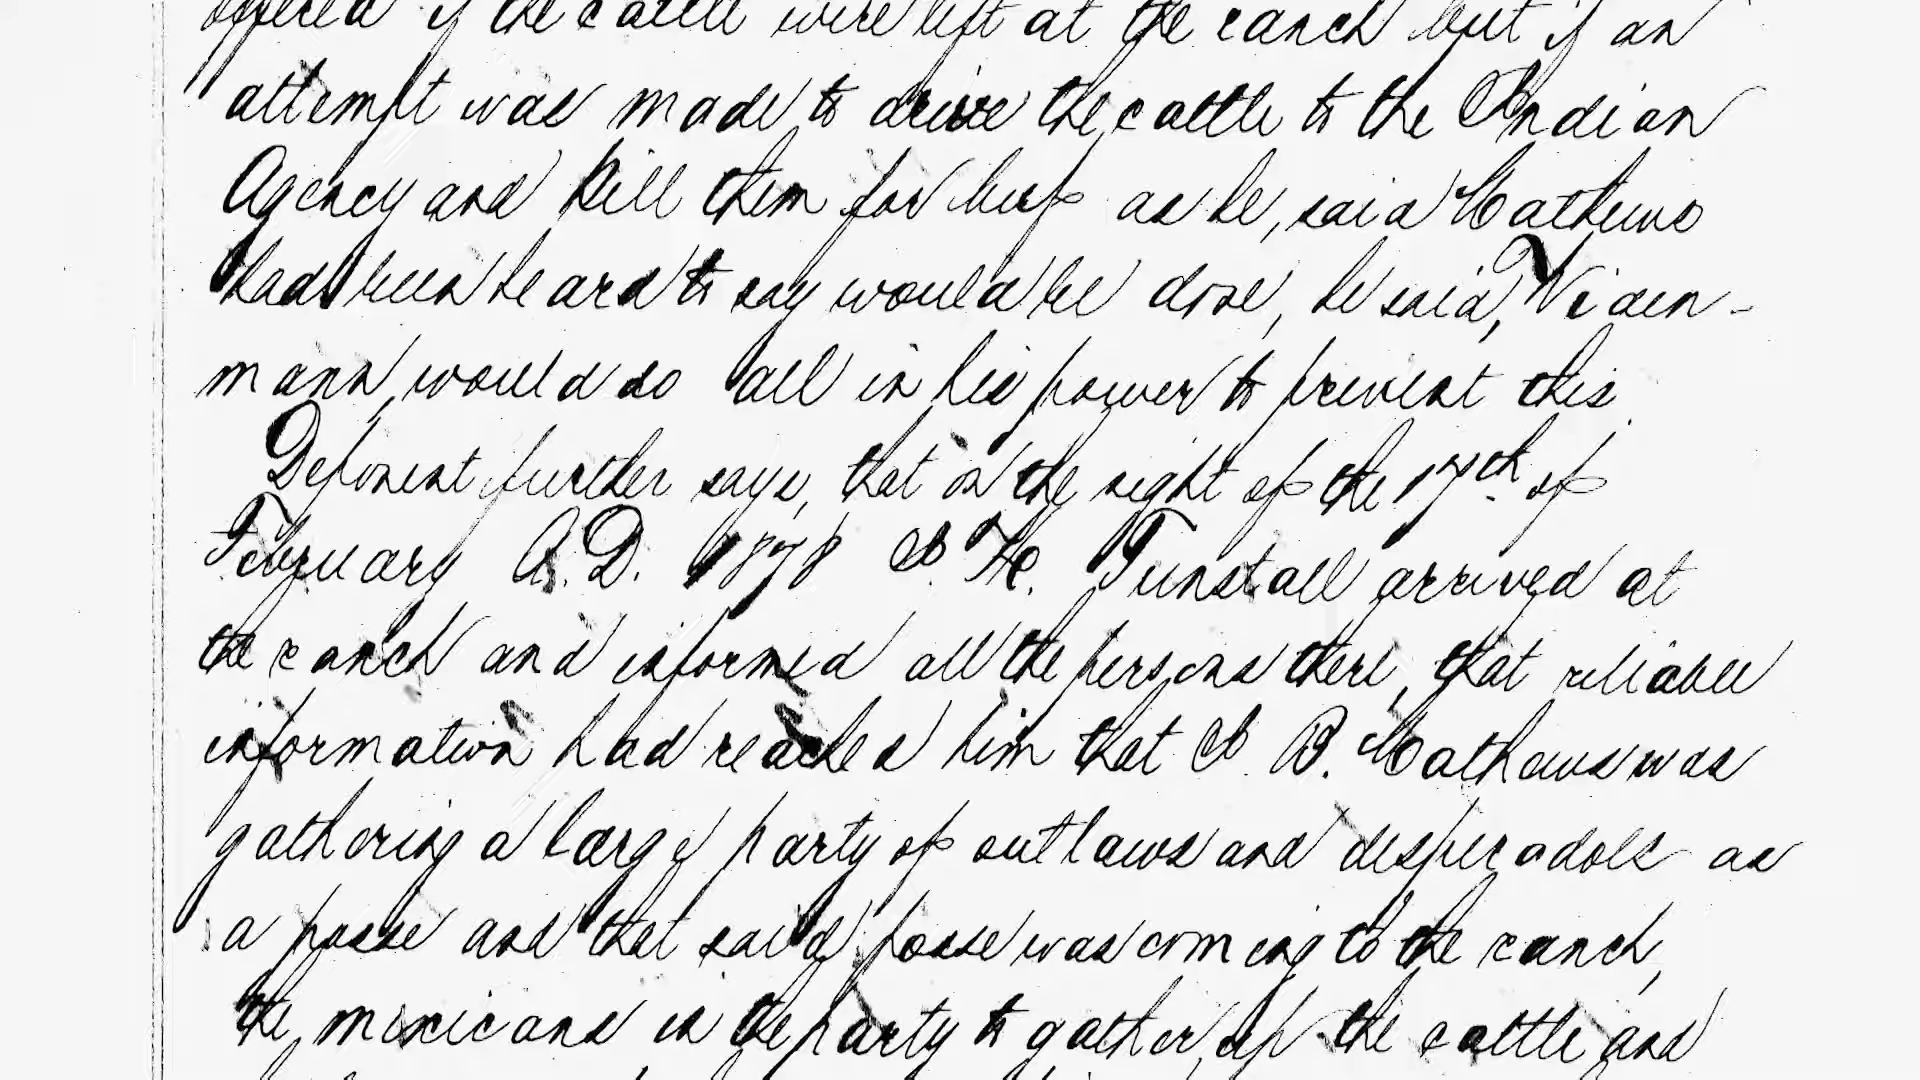 offered if the cattle were left at the ranch but if an
attempt was made to drive the cattle to the Indian
Agency and kill them for beef as he, said Mathews
had been heard to say would be done, he said, Widen-
mann, would do all in his power to prevent this
Deponent further says, that on the night of the 17th of
February A.D. 1878 J. H. Tunstall arrived at
the ranch and informed all the persons there, that reliable
information had reached him that J. B. Mathews was
gathering a large party of outlaws and desperadoes as
a posse and that said posse was coming to the ranch,
the mexicans in the party to gather up the cattle and